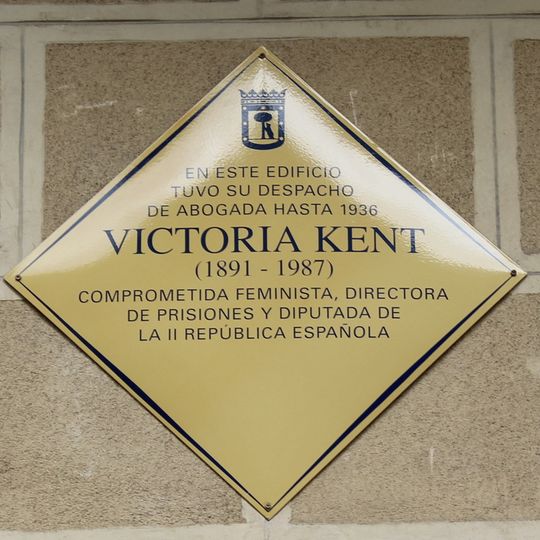 EN ESTE EDIFICIO
TUVO SU DESPACHO
DE ABOGADA HASTA 1936
VICTORIA KENT
(1891 - 1987)
COMPROMETIDA FEMINISTA, DIRECTORA
DE PRISIONES Y DIPUTADA DE
LA II REPÚBLICA ESPAÑOLA